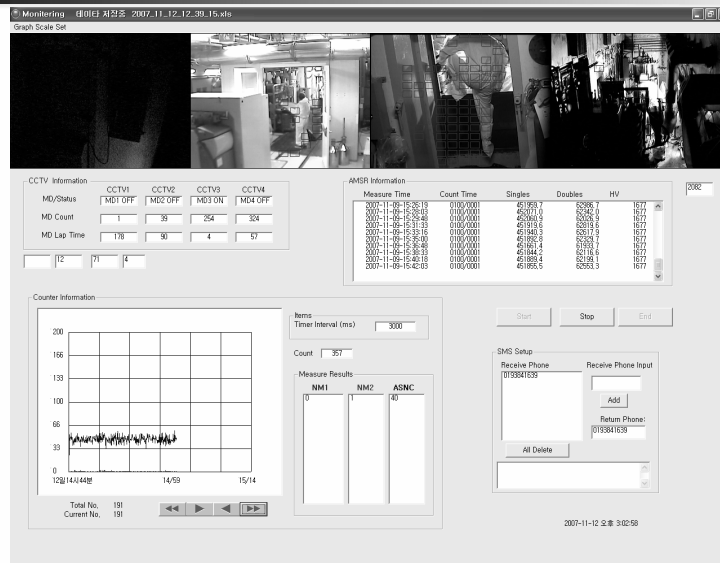 Monitering 데이타 저장중 2007_11_12_12_39_15.xls
Graph Scale Set
CCTV Information
CCTV1 CCTV2 CCTV3 CCTV4
MD/Status MD1 OFF MD2 OFF MD3 ON MD4 OFF
MD Count 1 39 254 324
MD Lap Time 178 90 4 57
12 71 4
AMSR Information
Measure Time Count Time Singles Doubles HV
2007-11-09-15:26:19 0100/0001 451959,7 62986,7 1677
2007-11-09-15:28:03 0100/0001 452071,0 62342,0 1677
2007-11-09-15:29:48 0100/0001 452060,9 62026,9 1677
2007-11-09-15:31:33 0100/0001 451919,6 62819,6 1677
2007-11-09-15:33:16 0100/0001 451940,3 62617,9 1677
2007-11-09-15:35:00 0100/0001 451892,8 62329,7 1677
2007-11-09-15:36:48 0100/0001 451661,4 61933,7 1677
2007-11-09-15:38:33 0100/0001 451844,2 62116,6 1677
2007-11-09-15:40:18 0100/0001 451889,4 62199,1 1677
2007-11-09-15:42:03 0100/0001 451855,5 62553,3 1677
2082
Counter Information
200
166
133
100
66
33
0
12일14시44분 14/59 15/14
Total No, 191
Current No, 191
Items
Timer Interval (ms) 3000
Count 357
Measure Results
NM1 NM2 ASNC
0 1 40
Start Stop End
SMS Setup
Receive Phone Receive Phone Input
0193841639
Add
Return Phone:
0193841639
All Delete
2007-11-12 오후 3:02:58